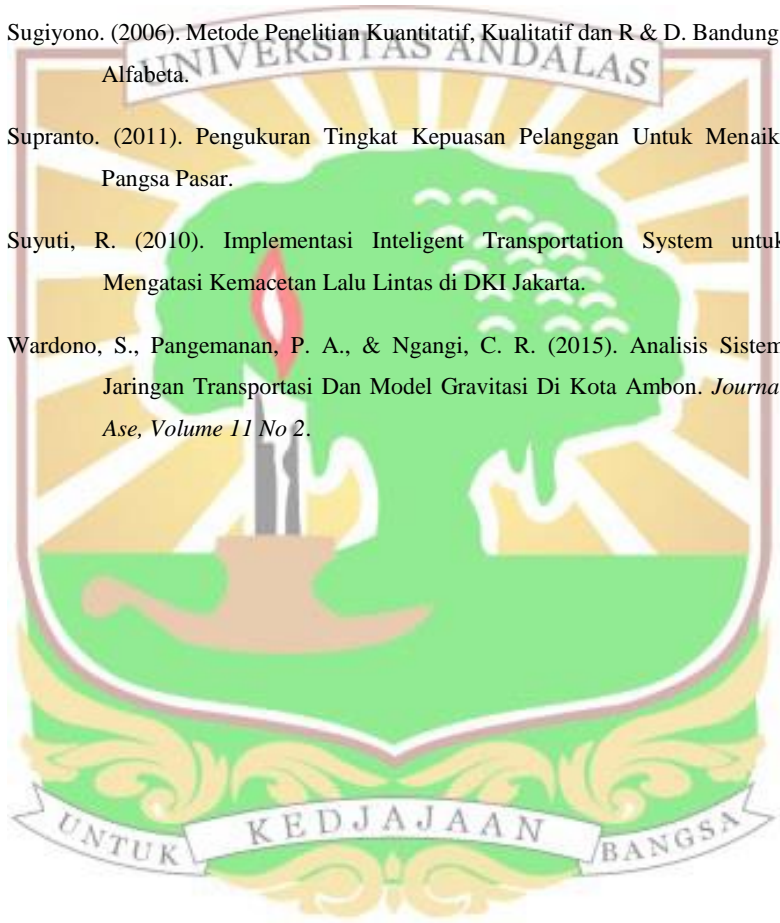 Sugiyono. (2006). Metode Penelitian Kuantitatif, Kualitatif dan R & D. Bandung
UNIVERSITAS ANDALAS
Alfabeta.
Supranto. (2011). Pengukuran Tingkat Kepuasan Pelanggan Untuk Menaik
Pangsa Pasar.
Suyuti, R. (2010). Implementasi Inteligent Transportation System untuk
Mengatasi Kemacetan Lalu Lintas di DKI Jakarta.
Wardono, S., Pangemanan, P. A., & Ngangi, C. R. (2015). Analisis Sistem
Jaringan Transportasi Dan Model Gravitasi Di Kota Ambon. Journa
Ase, Volume 11 No 2.
UNTUK KEDJAJAAN BANGSA